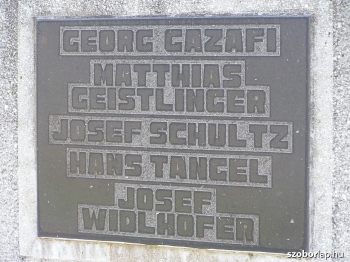 GEORG GAZAFI
MATTHIAS
GEISTLINGER
JOSEF SCHULTZ
HANS TANGEL
JOSEF
WIDLHOFER
szoborlap.hu